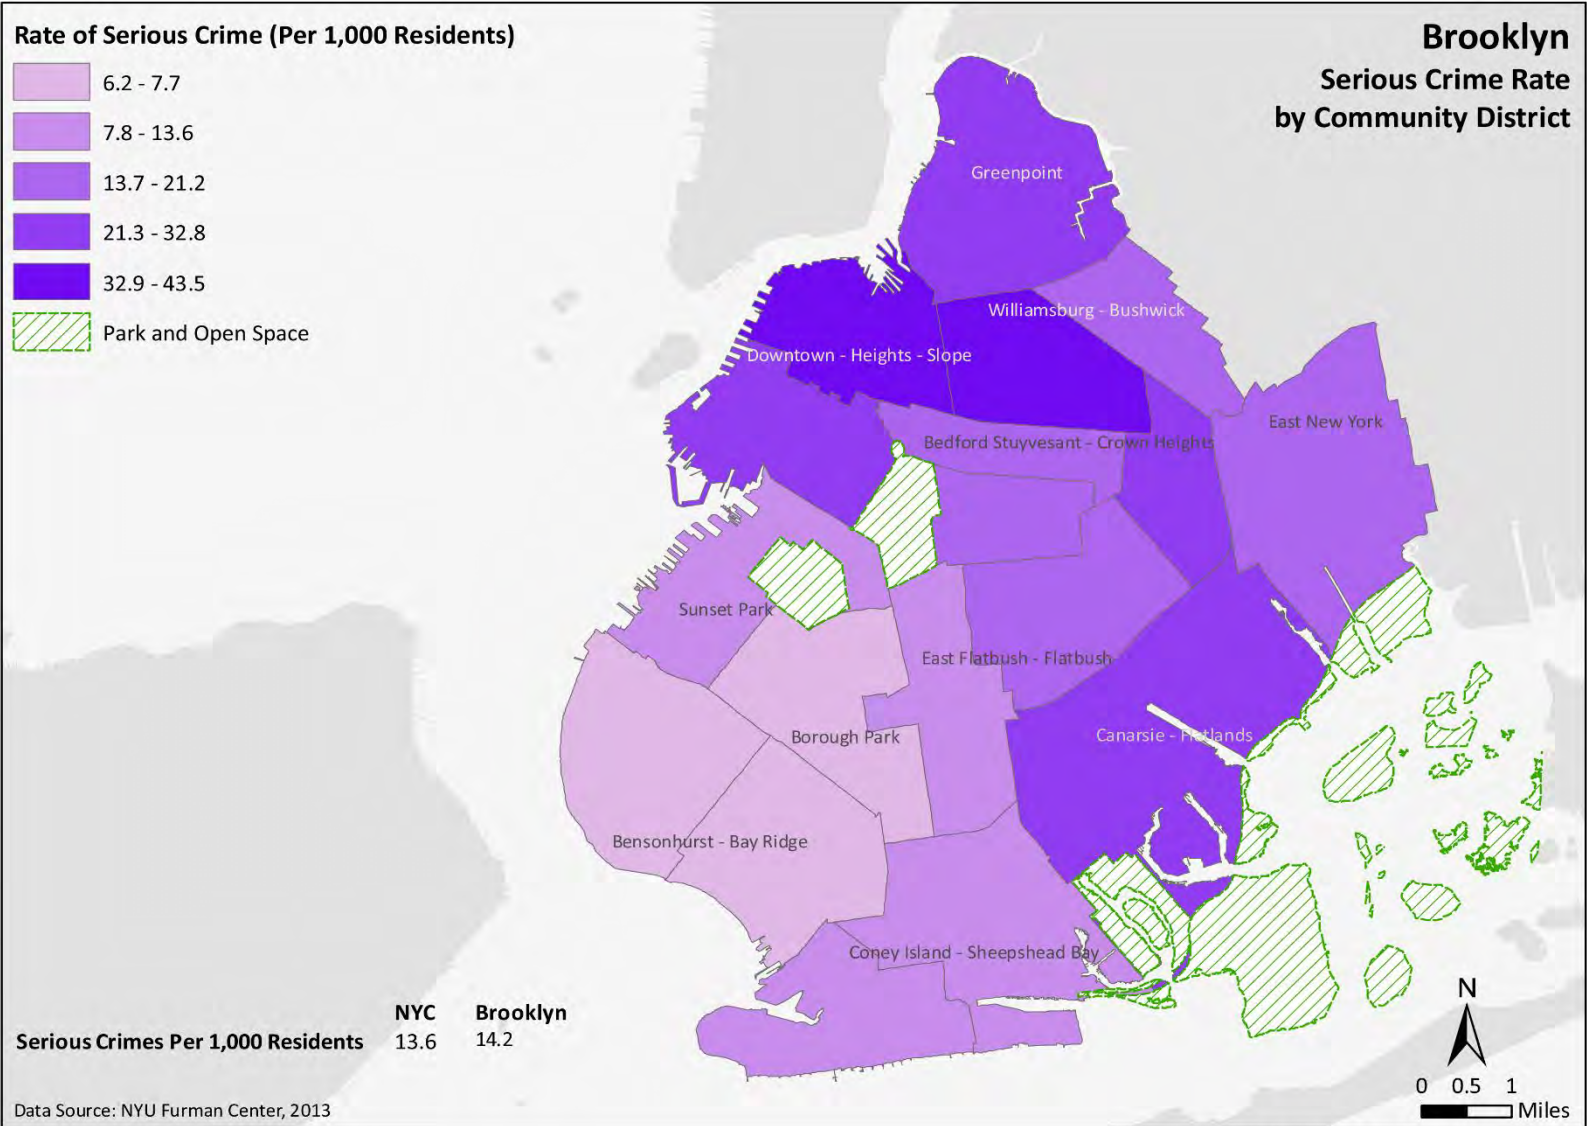 Rate of Serious Crime (Per 1,000 Residents)
6.2 - 7.7
7.8 - 13.6
13.7 - 21.2
21.3 - 32.8
32.9 - 43.5
Park and Open Space
Brooklyn
Serious Crime Rate
by Community District
Greenpoint
Williamsburg - Bushwick
Downtown - Heights - Slope
East New York
Bedford Stuyvesant - Crown Heights
Sunset Park
East Flatbush - Flatbush
Canarsie - Flatlands
Borough Park
Bensonhurst - Bay Ridge
Coney Island - Sheepshead Bay
NYC Brooklyn
Serious Crimes Per 1,000 Residents 13.6 14.2
Data Source: NYU Furman Center, 2013
N
0 0.5 1
Miles